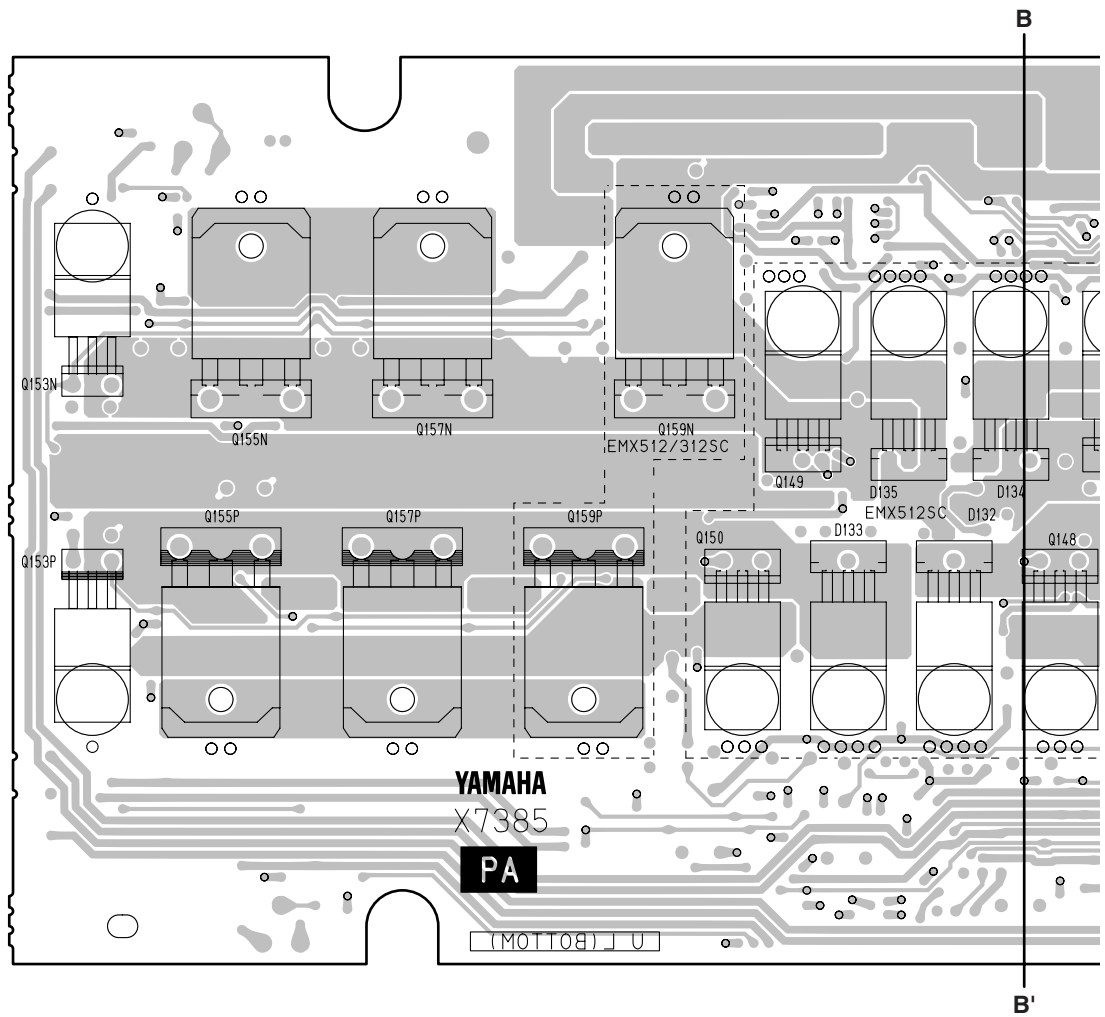 B
Q153N
Q155N
Q157N
Q159N
EMX512/312SC
Q149
D135
D134
EMX512SC
D132
Q155P
Q157P
Q159P
Q150
D133
Q148
Q153P
YAMAHA
X7385
PA
U L (BOTTOM)
B'